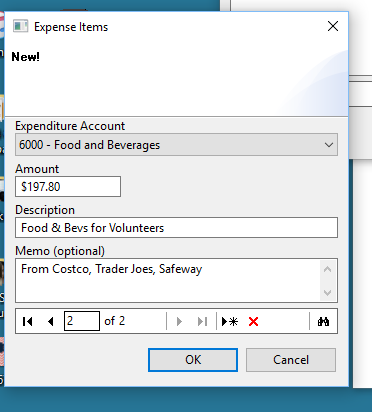 Expense Items
New!
Expenditure Account
6000 - Food and Beverages
Amount
$197.80
Description
Food & Bevs for Volunteers
Memo (optional)
From Costco, Trader Joes, Safeway
2 of 2
OK Cancel